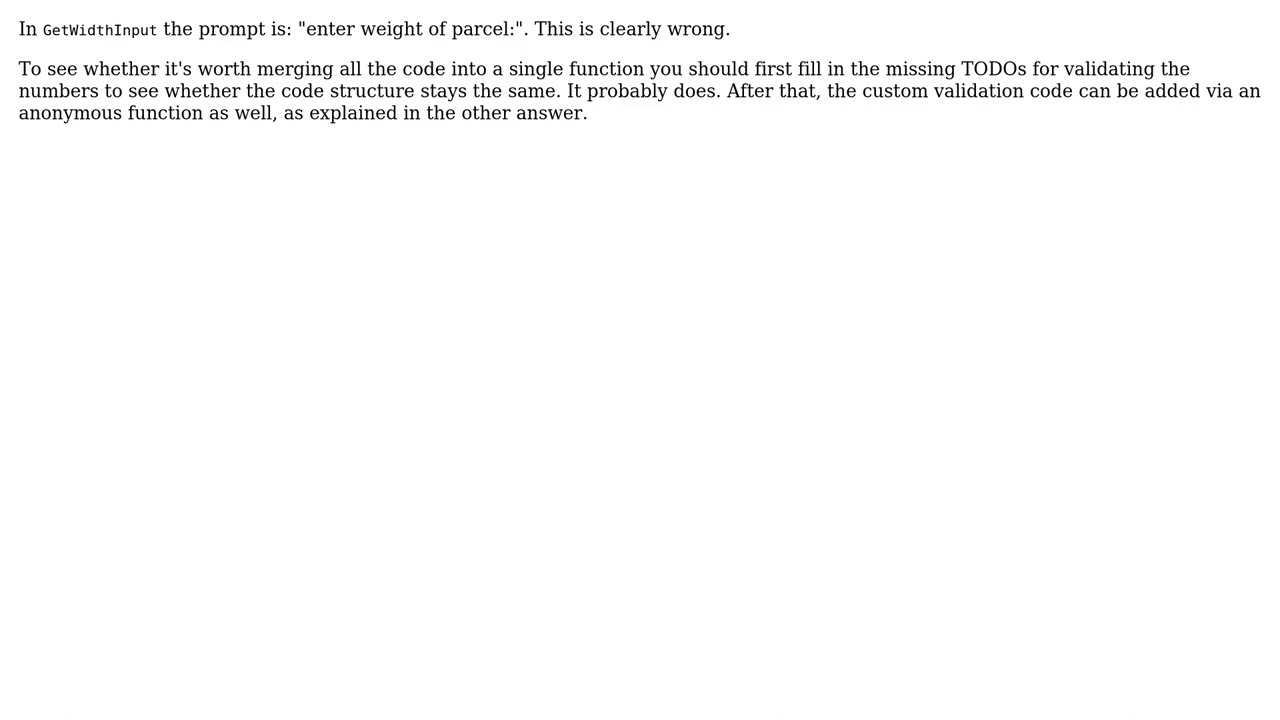 In GetWidthInput the prompt is: "enter weight of parcel:". This is clearly wrong.
To see whether it's worth merging all the code into a single function you should first fill in the missing TODOs for validating the
numbers to see whether the code structure stays the same. It probably does. After that, the custom validation code can be added via an
anonymous function as well, as explained in the other answer.